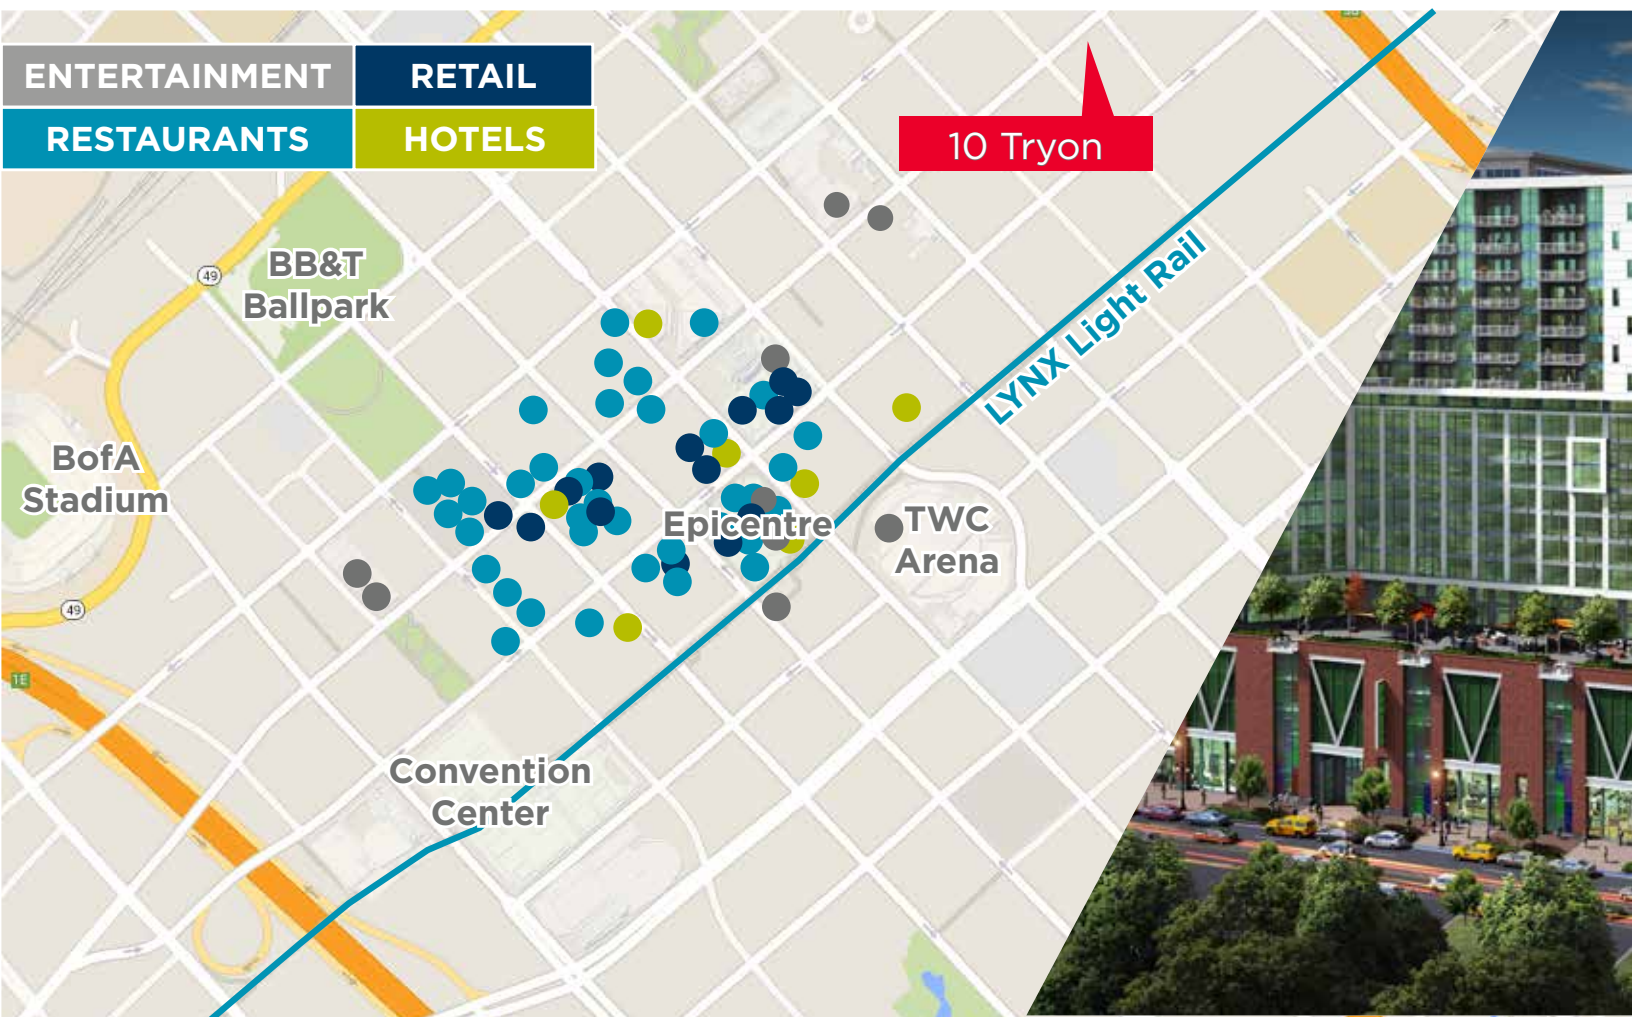 ENTERTAINMENT
RETAIL
RESTAURANTS
HOTELS
10 Tryon
49
BB&T
Ballpark
LYNX Light Rail
BofA
Stadium
Epicentre
TWC
Arena
49
1E
Convention
Center